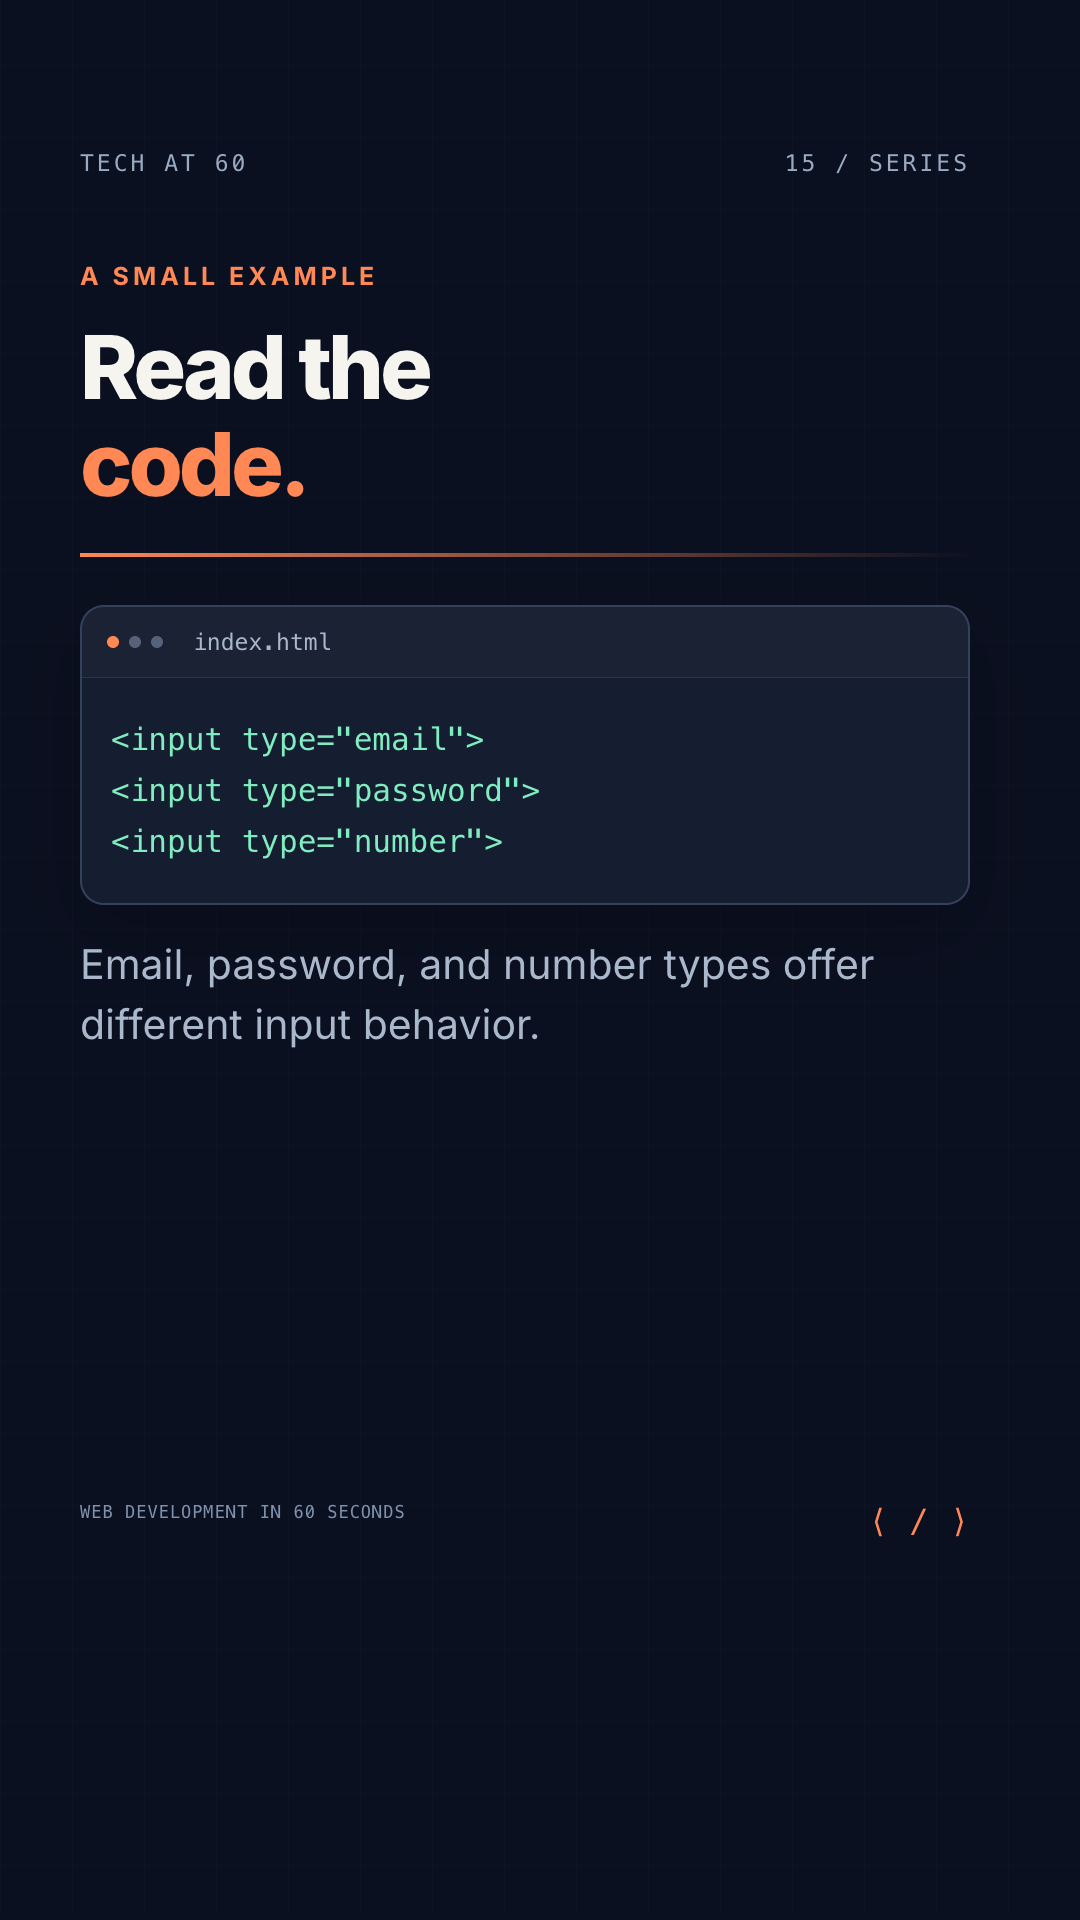 TECH AT 60
15 / SERIES
A SMALL EXAMPLE
Read the
code.
index.html
<input type="email">
<input type="password">
<input type="number">
Email, password, and number types offer
different input behavior.
WEB DEVELOPMENT IN 60 SECONDS
⟨ / ⟩